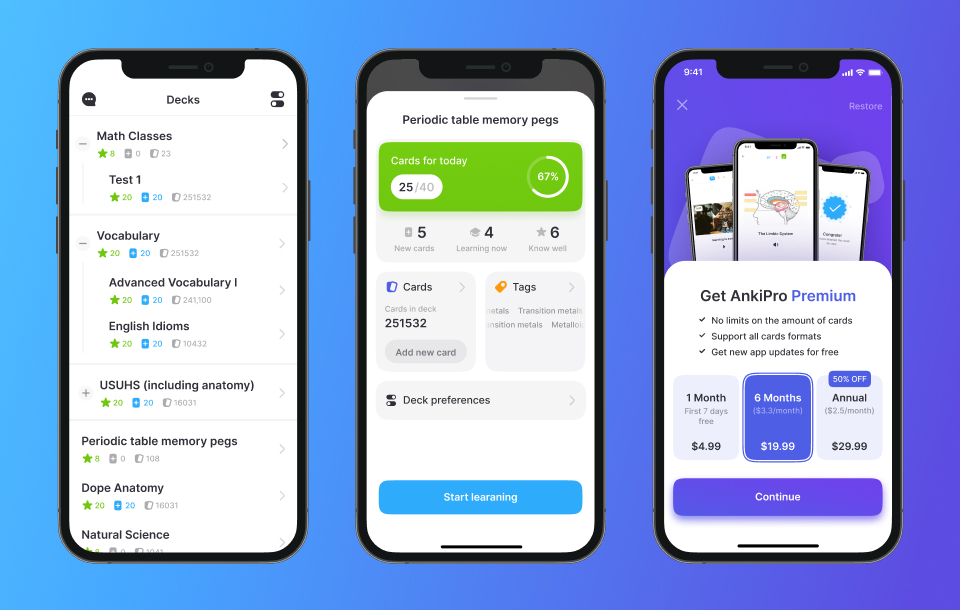 Decks
Math Classes
8 0 23
Test 1
20 20 251532
Vocabulary
20 20 251532
Advanced Vocabulary I
20 20 241,100
English Idioms
20 20 10432
USUHS (including anatomy)
20 20 16031
Periodic table memory pegs
8 0 108
Dope Anatomy
20 20 16031
Natural Science
8 0 1041
Periodic table memory pegs
Cards for today
25/40
67%
5 4 6
New cards Learning now Know well
Cards
Cards in deck
251532
Add new card
Tags
metals Transition metals
nsition metals Metalloi
Deck preferences
Start learaning
9:41
Restore
The Limbic System
Congrats!
Get AnkiPro Premium
No limits on the amount of cards
Support all cards formats
Get new app updates for free
1 Month
First 7 days
free
$4.99
6 Months
($3.3/month)
$19.99
50% OFF
Annual
($2.5/month)
$29.99
Continue